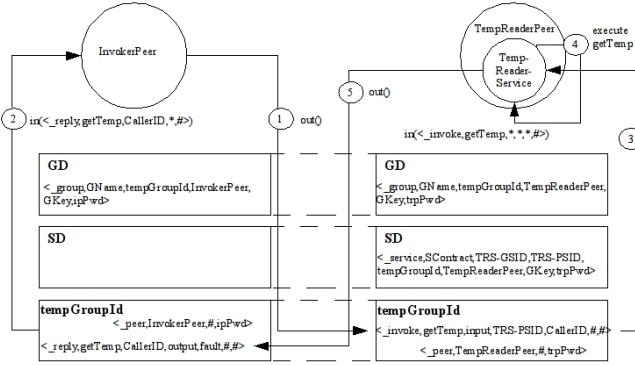 InvokerPeer
TempReaderPeer
Temp-
Reader-
Service
4
execute
getTemp
2
in(<_reply,getTemp,CallerID,*,#>)
1
out()
5
out()
in(<_invoke,getTemp,*,*,*,#>)
3
GD
<_group,GName,tempGroupId,InvokerPeer,
GKey,ipPwd>
GD
<_group,GName,tempGroupId,TempReaderPeer,
GKey,trpPwd>
SD
SD
<_service,SContract,TRS-GSID,TRS-PSID,
tempGroupId,TempReaderPeer,GKey,trpPwd>
tempGroupId
<_peer,InvokerPeer,#,ipPwd>
<_reply,getTemp,CallerID,output,fault,#,#>
tempGroupId
<_invoke,getTemp,input,TRS-PSID,CallerID,#,#>
<_peer,TempReaderPeer,#,trpPwd>